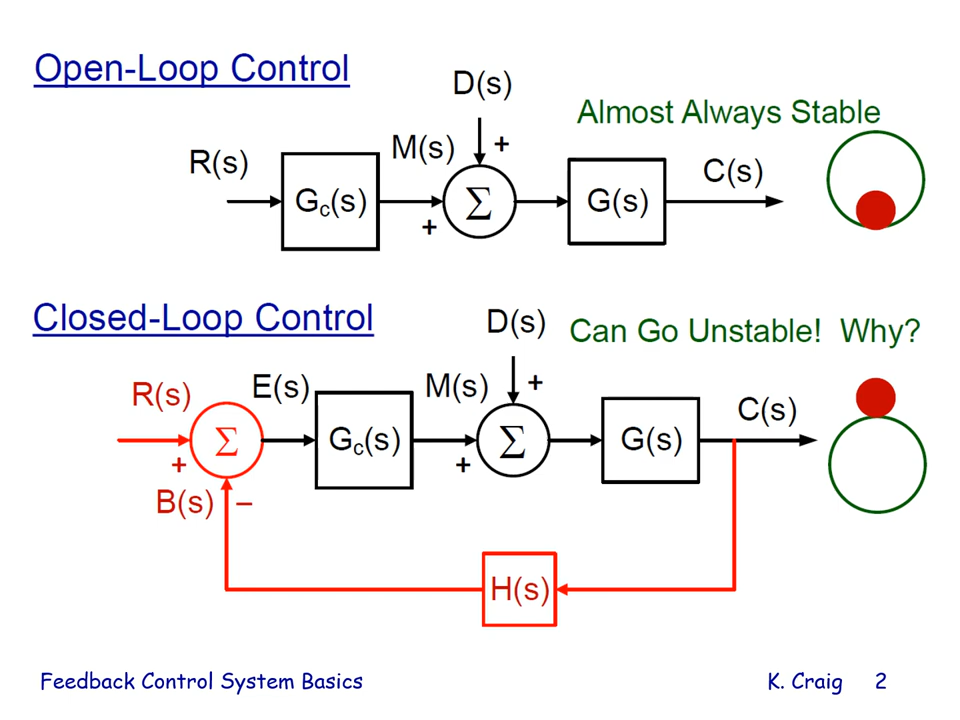 Open-Loop Control
D(s)
Almost Always Stable
R(s)
M(s)
+
C(s)
Gc(s)
Σ
G(s)
+
Closed-Loop Control
D(s)
Can Go Unstable! Why?
R(s)
E(s)
M(s)
+
C(s)
Σ
Gc(s)
Σ
G(s)
+
+
B(s)
–
H(s)
Feedback Control System Basics
K. Craig 2